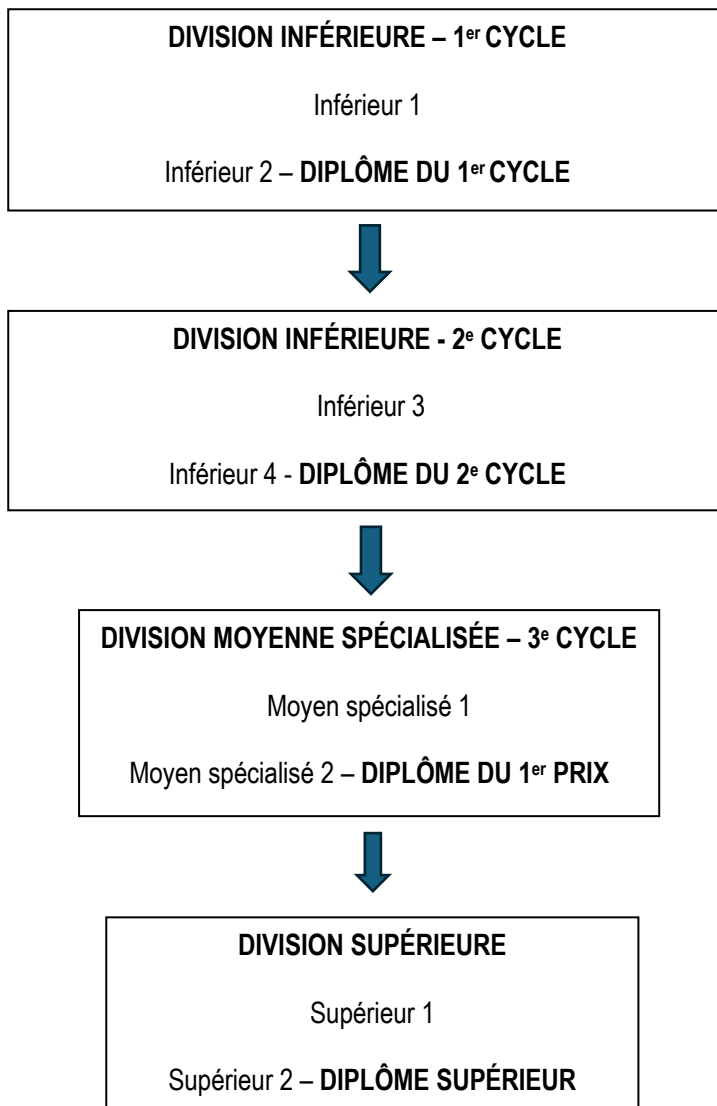 DIVISION INFÉRIEURE – 1er CYCLE
Inférieur 1
Inférieur 2 – DIPLÔME DU 1er CYCLE
DIVISION INFÉRIEURE - 2e CYCLE
Inférieur 3
Inférieur 4 - DIPLÔME DU 2e CYCLE
DIVISION MOYENNE SPÉCIALISÉE – 3e CYCLE
Moyen spécialisé 1
Moyen spécialisé 2 – DIPLÔME DU 1er PRIX
DIVISION SUPÉRIEURE
Supérieur 1
Supérieur 2 – DIPLÔME SUPÉRIEUR